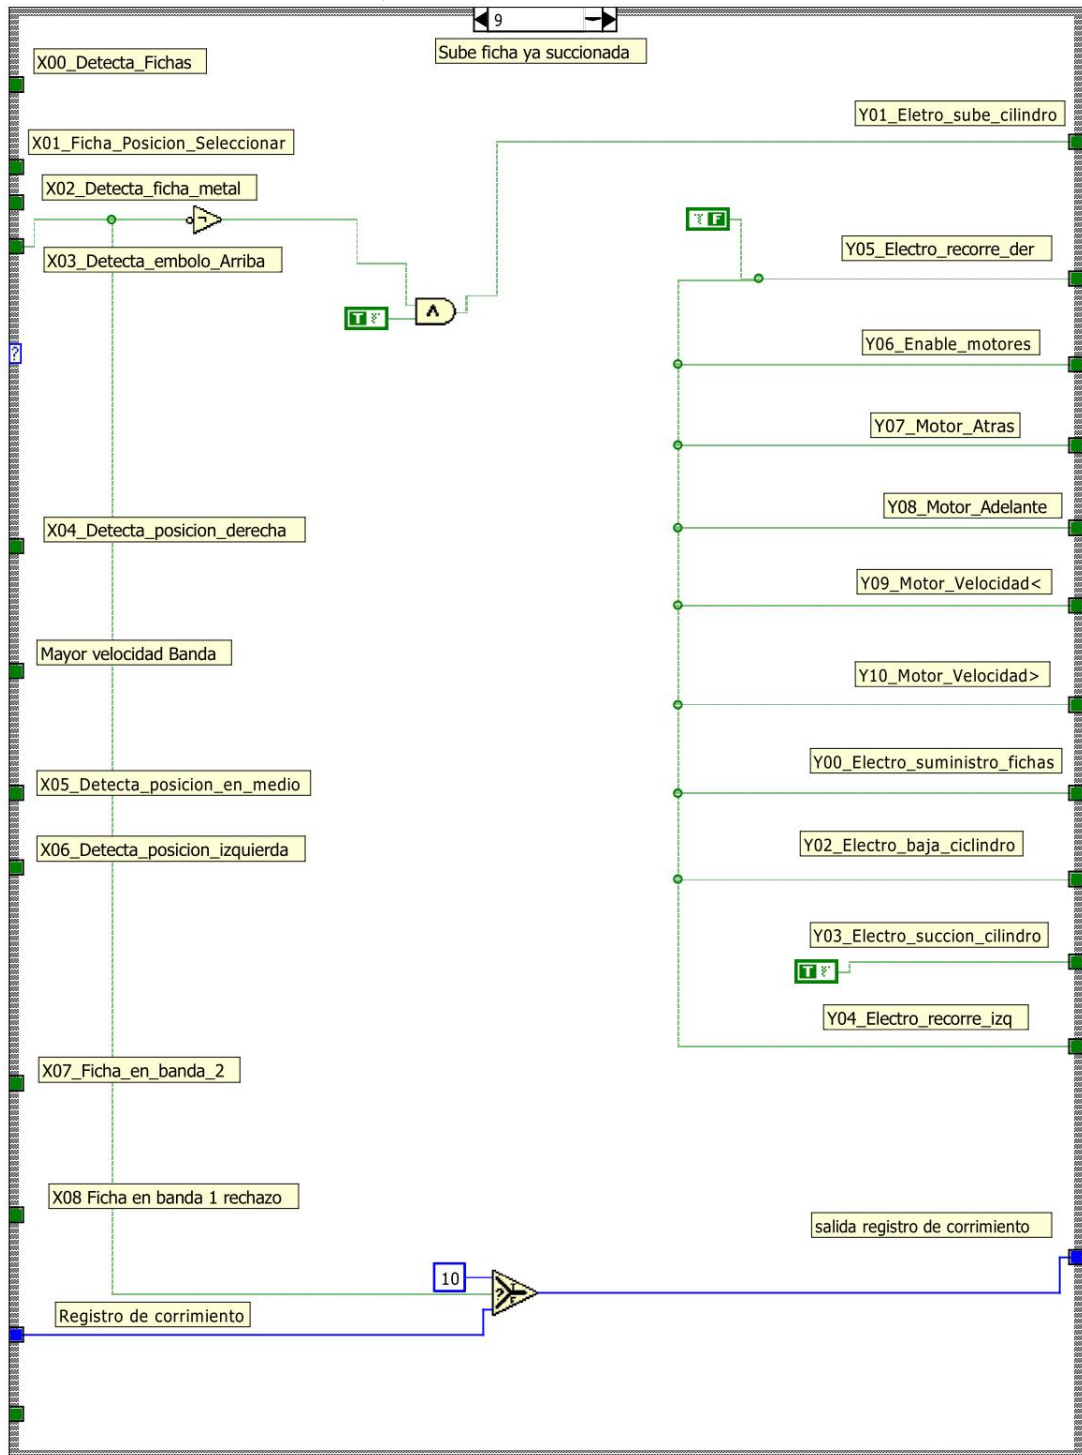 9
Sube ficha ya succionada
X00_Detecta_Fichas
Y01_Eletro_sube_cilindro
X01_Ficha_Posicion_Seleccionar
X02_Detecta_ficha_metal
F
Y05_Electro_recorre_der
X03_Detecta_embolo_Arriba
T
?
Y06_Enable_motores
Y07_Motor_Atras
Y08_Motor_Adelante
X04_Detecta_posicion_derecha
Y09_Motor_Velocidad<
Mayor velocidad Banda
Y10_Motor_Velocidad>
Y00_Electro_suministro_fichas
X05_Detecta_posicion_en_medio
X06_Detecta_posicion_izquierda
Y02_Electro_baja_ciclindro
Y03_Electro_succion_cilindro
T
Y04_Electro_recorre_izq
X07_Ficha_en_banda_2
X08 Ficha en banda 1 rechazo
salida registro de corrimiento
10
? T F
Registro de corrimiento